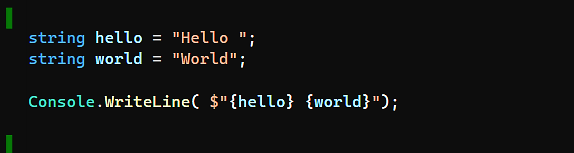 string hello = "Hello ";
string world = "World";
Console.WriteLine( $"{hello} {world}");